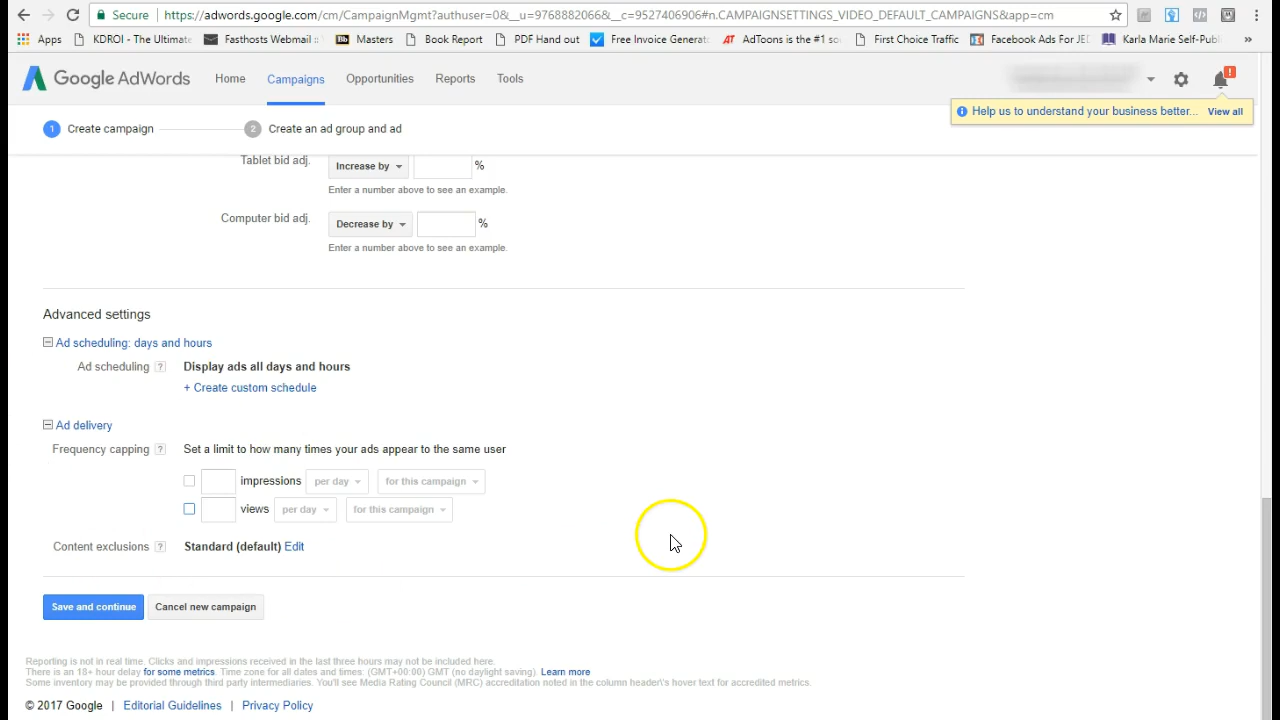 Secure https://adwords.google.com/cm/CampaignMgmt?authuser=0&__u=9768882066&__c=9527406906#n.CAMPAIGNSETTINGS_VIDEO_DEFAULT_CAMPAIGNS&app=cm
Apps KDROI - The Ultimate Fasthosts Webmail :: Bb Masters Book Report PDF Hand out Free Invoice Generato AT AdToons is the #1 so First Choice Traffic Facebook Ads For JED Karla Marie Self-Publ »
Google AdWords Home Campaigns Opportunities Reports Tools !
Help us to understand your business better... View all
1 Create campaign 2 Create an ad group and ad
Tablet bid adj. Increase by %
Enter a number above to see an example.
Computer bid adj. Decrease by %
Enter a number above to see an example.
Advanced settings
Ad scheduling: days and hours
Ad scheduling ? Display ads all days and hours
+ Create custom schedule
Ad delivery
Frequency capping ? Set a limit to how many times your ads appear to the same user
impressions per day for this campaign
views per day for this campaign
Content exclusions ? Standard (default) Edit
Save and continue Cancel new campaign
Reporting is not in real time. Clicks and impressions received in the last three hours may not be included here.
There is an 18+ hour delay for some metrics. Time zone for all dates and times: (GMT+00:00) GMT (no daylight saving). Learn more
Some inventory may be provided through third party intermediaries. You'll see Media Rating Council (MRC) accreditation noted in the column header\'s hover text for accredited metrics.
© 2017 Google | Editorial Guidelines | Privacy Policy